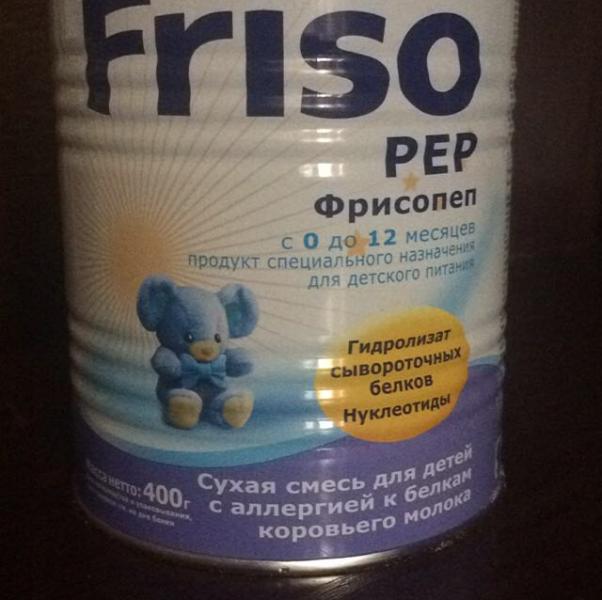 Friso
PEP
Фрисопеп
с 0 до 12 месяцев
продукт специального назначения
для детского питания
Гидролизат
сывороточных
белков
Нуклеотиды
Масса нетто: 400г
Сухая смесь для детей
с аллергией к белкам
коровьего молока